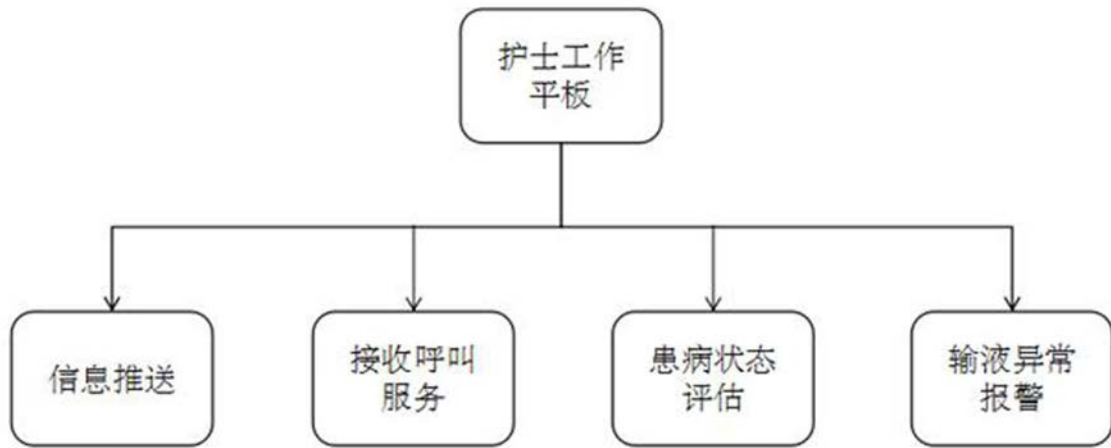 护士工作
平板
信息推送
接收呼叫
服务
患病状态
评估
输液异常
报警